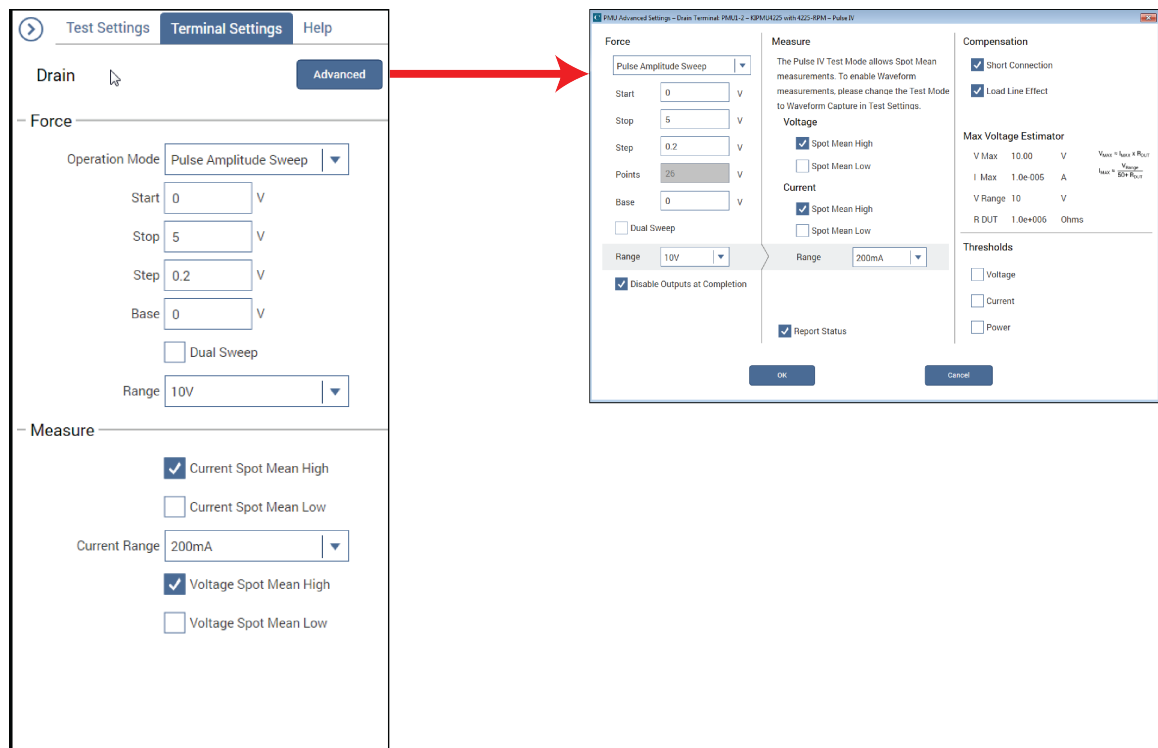 Test Settings Terminal Settings Help
Drain Advanced
Force
Operation Mode Pulse Amplitude Sweep
Start 0 V
Stop 5 V
Step 0.2 V
Base 0 V
Dual Sweep
Range 10V
Measure
Current Spot Mean High
Current Spot Mean Low
Current Range 200mA
Voltage Spot Mean High
Voltage Spot Mean Low
PMU Advanced Settings – Drain Terminal: PMU1-2 – KIPMU4225 with 4225-RPM – Pulse IV
Force
Pulse Amplitude Sweep
Start 0 V
Stop 5 V
Step 0.2 V
Points 26 V
Base 0 V
Dual Sweep
Range 10V
Disable Outputs at Completion
Measure
The Pulse IV Test Mode allows Spot Mean
measurements. To enable Waveform
measurements, please change the Test Mode
to Waveform Capture in Test Settings.
Voltage
Spot Mean High
Spot Mean Low
Current
Spot Mean High
Spot Mean Low
Range 200mA
Report Status
Compensation
Short Connection
Load Line Effect
Max Voltage Estimator
V Max 10.00 V
I Max 1.0e-005 A
V Range 10 V
R DUT 1.0e+006 Ohms
VMAX = IMAX x RDUT
IMAX = VRange / 50+ RDUT
Thresholds
Voltage
Current
Power
OK Cancel